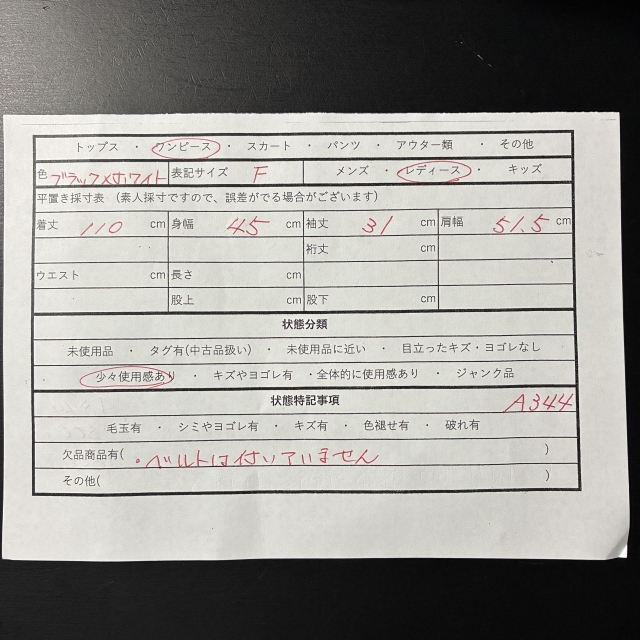 トップス ・ ワンピース ・ スカート ・ パンツ ・ アウター類 ・ その他
色 ブラック×ホワイト 表記サイズ F メンズ ・ レディース ・ キッズ
平置き採寸表 (素人採寸ですので、誤差がでる場合がございます)
着丈 110 cm 身幅 45 cm 袖丈 31 cm 肩幅 51.5 cm
裄丈 cm
ウエスト cm 長さ cm
股上 cm 股下 cm
状態分類
未使用品 ・ タグ有(中古品扱い) ・ 未使用品に近い ・ 目立ったキズ・ヨゴレなし
・ 少々使用感あり ・ キズやヨゴレ有 ・全体的に使用感あり ・ ジャンク品
状態特記事項 A344
毛玉有 ・ シミやヨゴレ有 ・ キズ有 ・ 色褪せ有 ・ 破れ有
欠品商品有( ・ベルトは付いていません )
その他( )